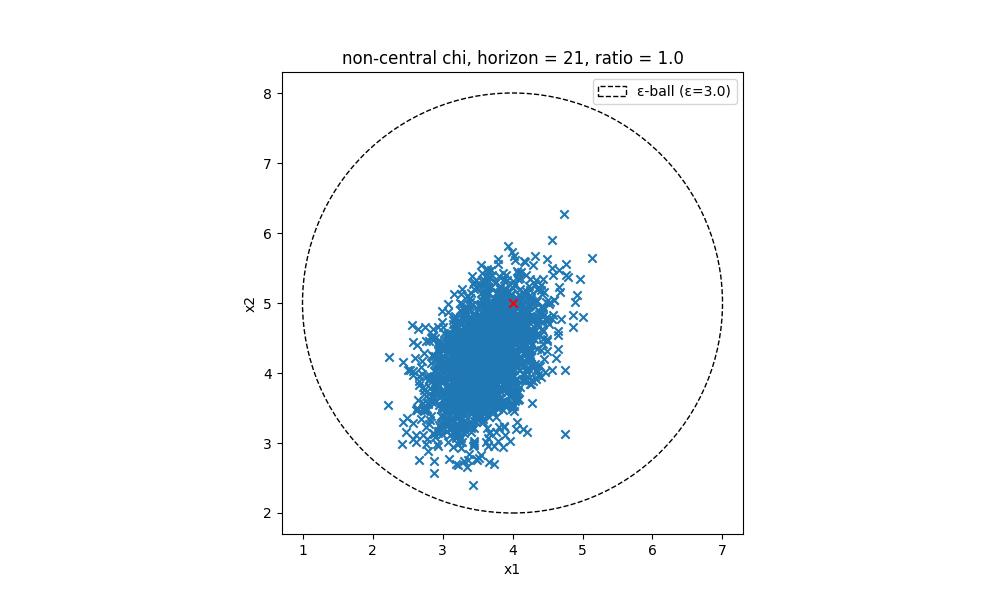 non-central chi, horizon = 21, ratio = 1.0
ε-ball (ε=3.0)
8
7
6
5
4
3
2
x2
1 2 3 4 5 6 7
x1